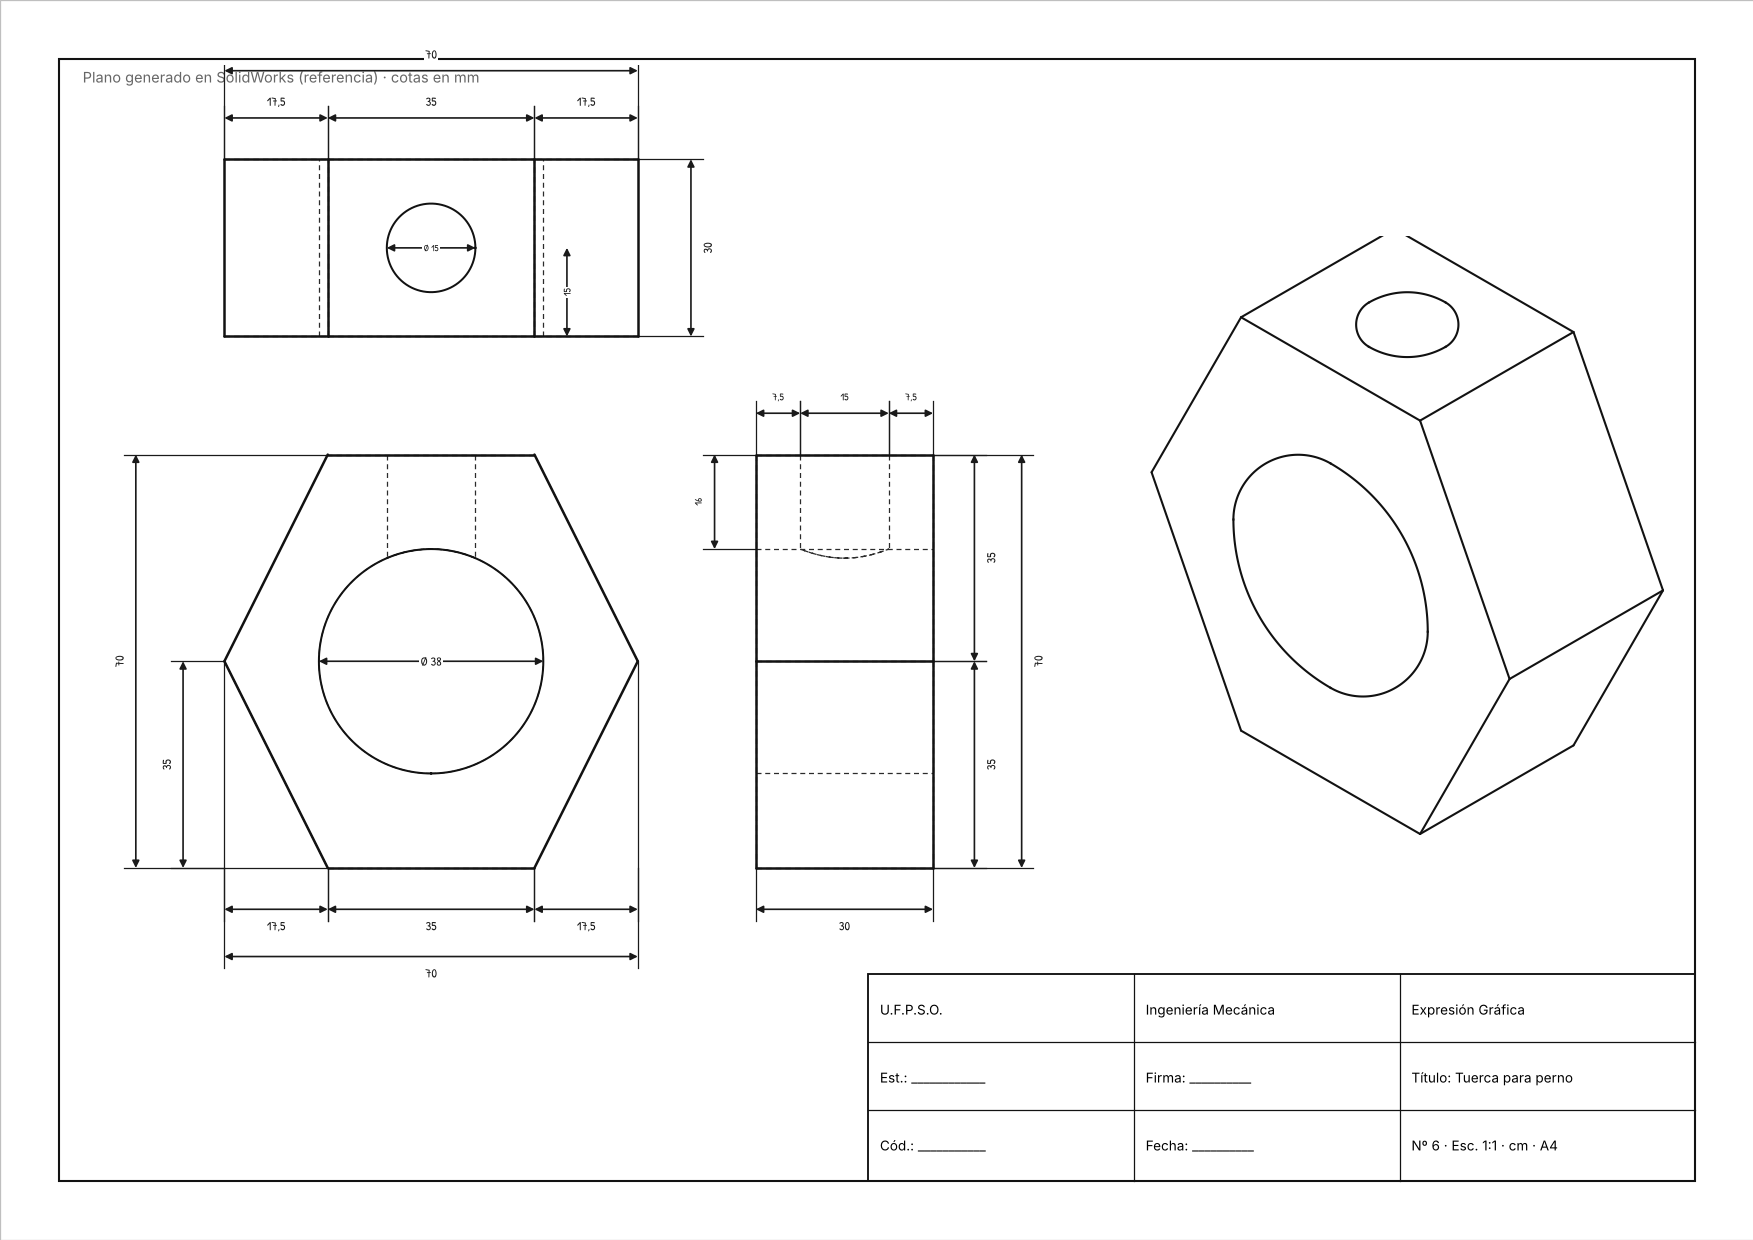 70
Plano generado en SolidWorks (referencia) · cotas en mm
17,5 35 17,5
Ø 15
30
15
7,5 15 7,5
16
35
70
Ø 38
70
35
35
17,5 35 17,5
30
70
U.F.P.S.O. Ingeniería Mecánica Expresión Gráfica
Est.: ___________ Firma: _________ Título: Tuerca para perno
Cód.: __________ Fecha: _________ Nº 6 · Esc. 1:1 · cm · A4